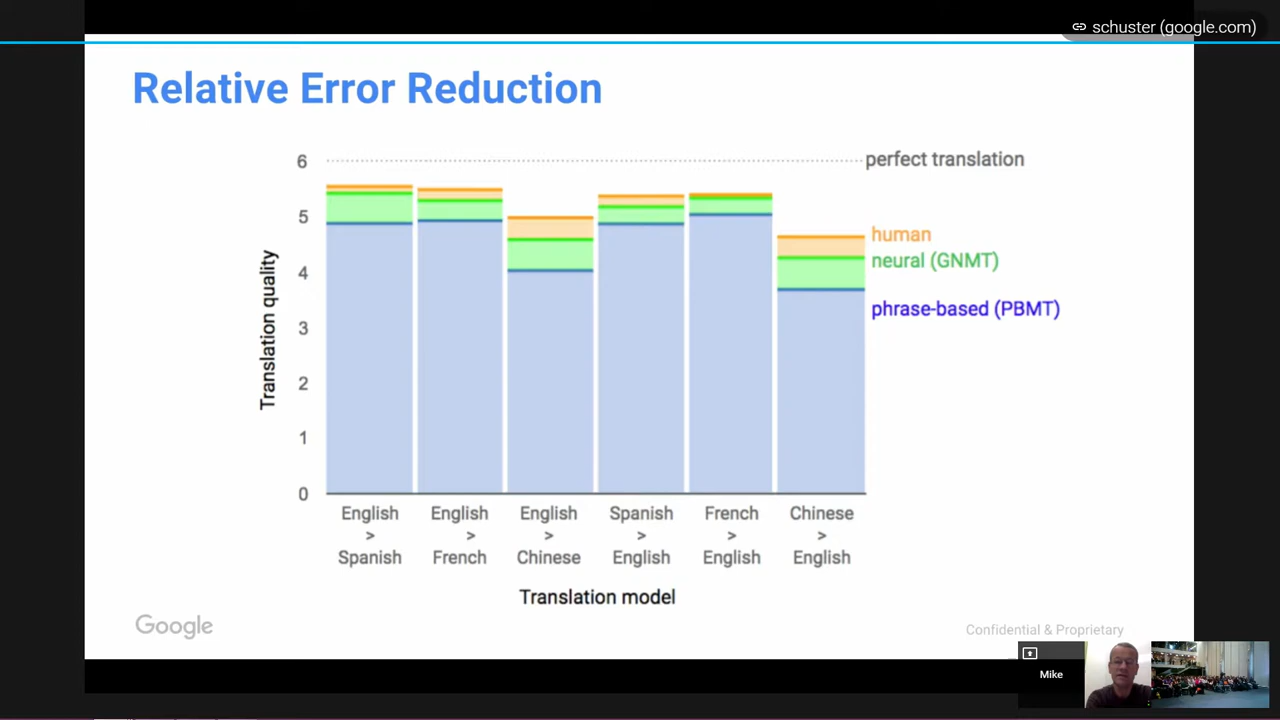 schuster (google.com)
Relative Error Reduction
6
perfect translation
5
human
neural (GNMT)
4
phrase-based (PBMT)
3
2
1
0
Translation quality
English > Spanish
English > French
English > Chinese
Spanish > English
French > English
Chinese > English
Translation model
Google
Confidential & Proprietary
Mike